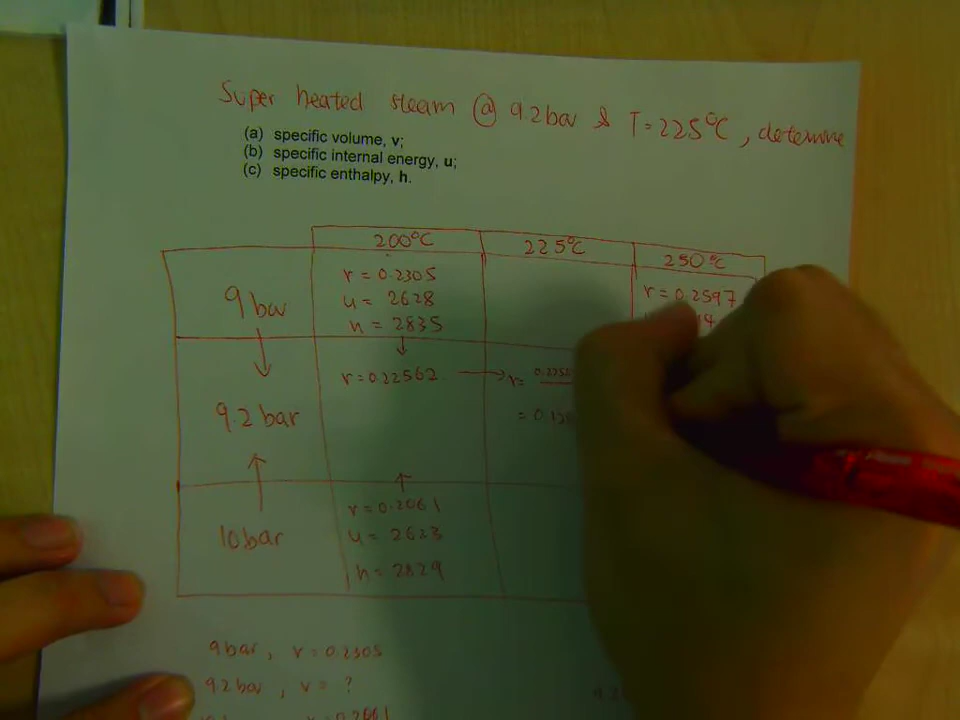 Super heated steam @ 9.2bar & T=225°C, determine
(a) specific volume, v;
(b) specific internal energy, u;
(c) specific enthalpy, h.
200°C 225°C 250°C
9 bar
v = 0.2305
u = 2628
h = 2835
v = 0.2597
9.2 bar
v=0.22562
v=
10 bar
v = 0.2061
u = 2623
h = 2829
9 bar, v = 0.2305
9.2 bar, v = ?